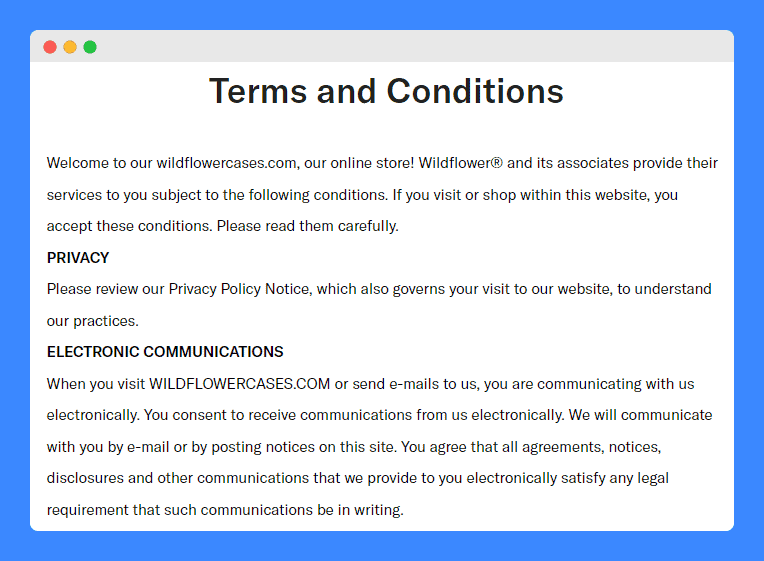 Terms and Conditions
Welcome to our wildflowercases.com, our online store! Wildflower® and its associates provide their
services to you subject to the following conditions. If you visit or shop within this website, you
accept these conditions. Please read them carefully.
PRIVACY
Please review our Privacy Policy Notice, which also governs your visit to our website, to understand
our practices.
ELECTRONIC COMMUNICATIONS
When you visit WILDFLOWERCASES.COM or send e-mails to us, you are communicating with us
electronically. You consent to receive communications from us electronically. We will communicate
with you by e-mail or by posting notices on this site. You agree that all agreements, notices,
disclosures and other communications that we provide to you electronically satisfy any legal
requirement that such communications be in writing.